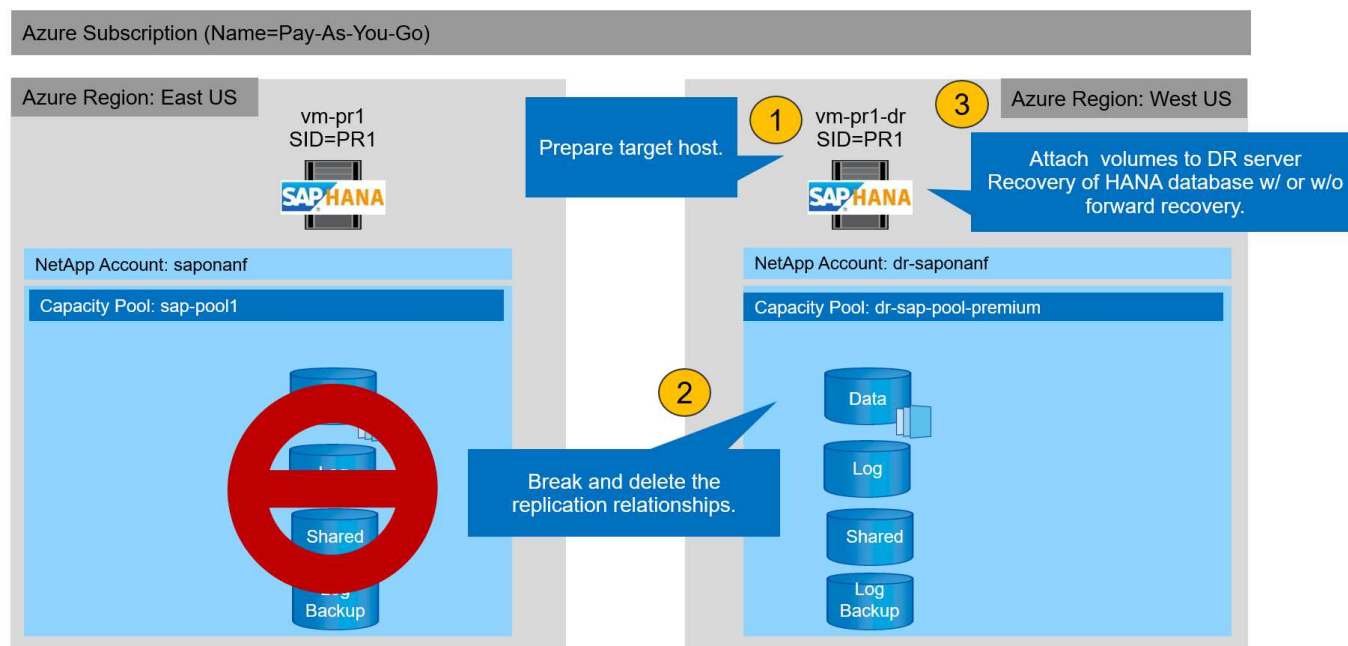 Azure Subscription (Name=Pay-As-You-Go)
Azure Region: East US
vm-pr1
SID=PR1
SAP HANA
NetApp Account: saponanf
Capacity Pool: sap-pool1
Shared
Backup
Prepare target host.
1
2
Break and delete the
replication relationships.
vm-pr1-dr
SID=PR1
SAP HANA
3
Azure Region: West US
Attach  volumes to DR server
Recovery of HANA database w/ or w/o
forward recovery.
NetApp Account: dr-saponanf
Capacity Pool: dr-sap-pool-premium
Data
Log
Shared
Log
Backup